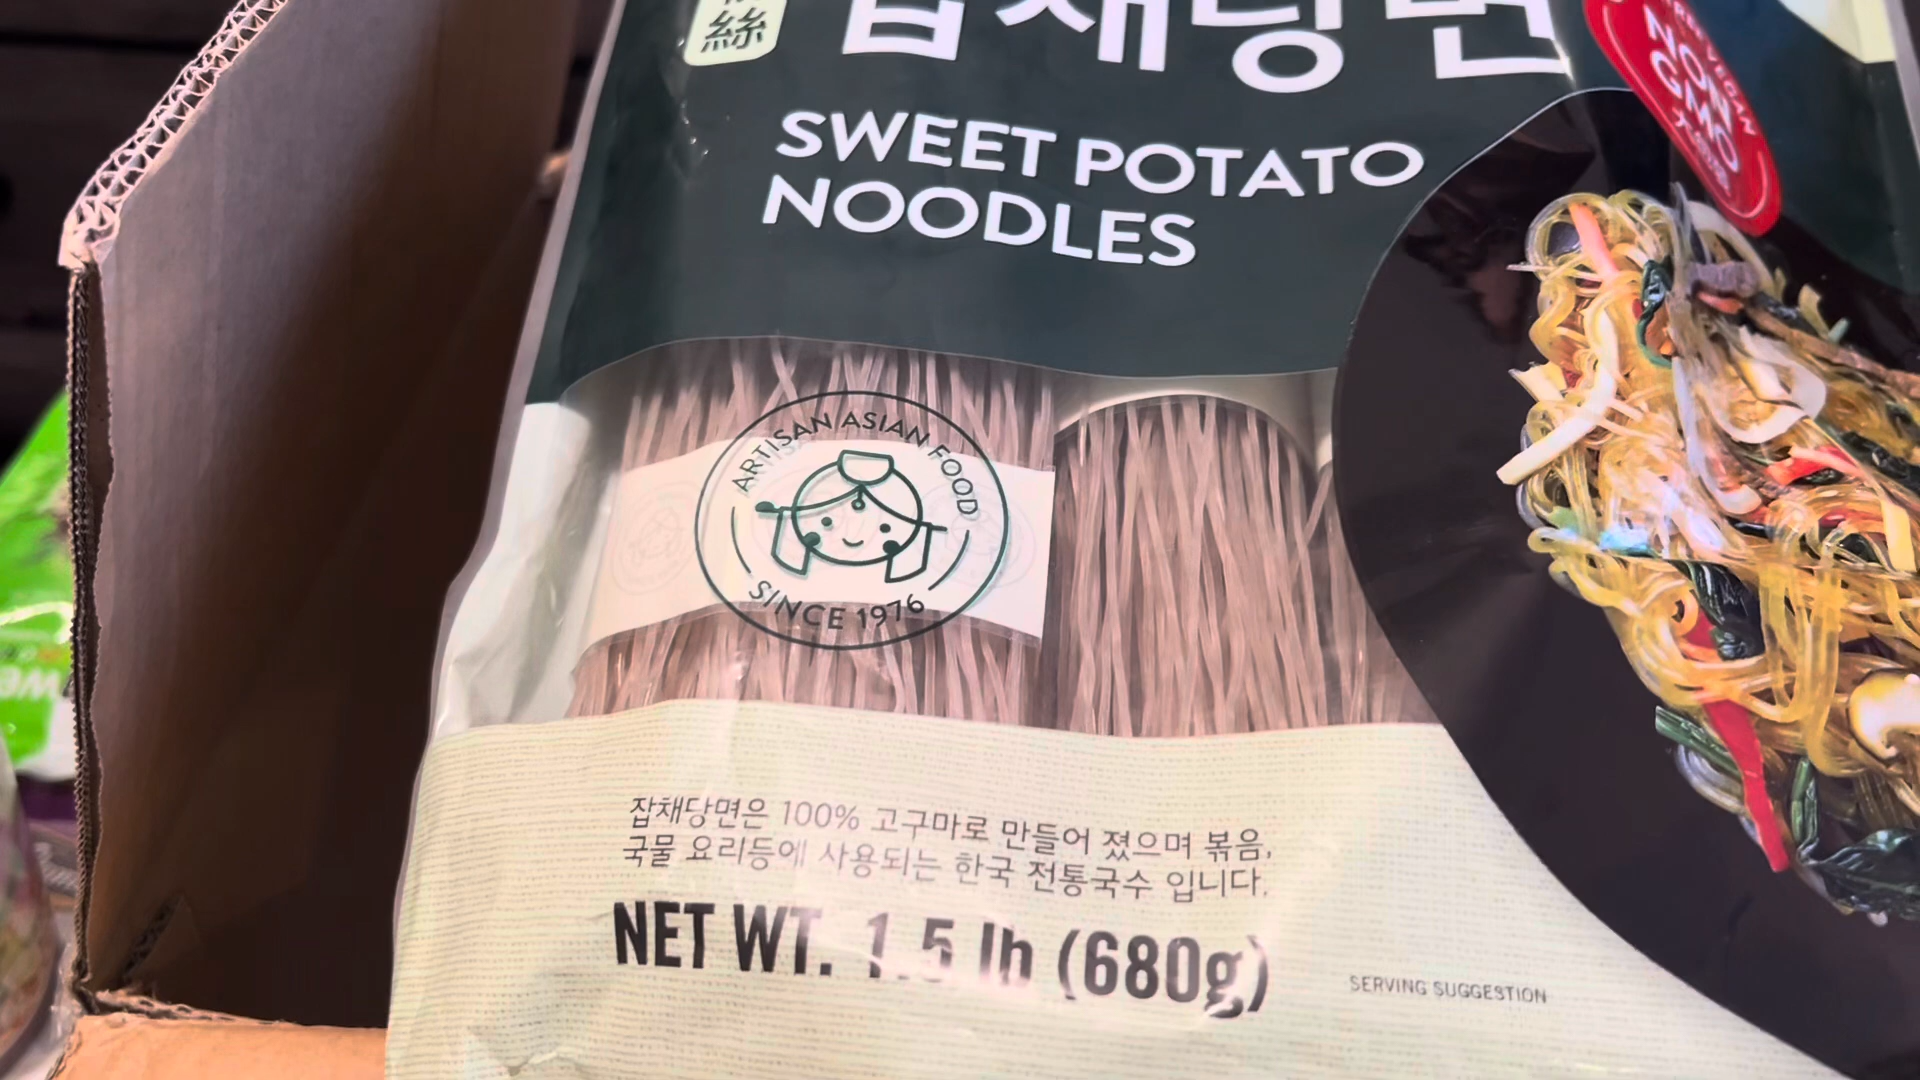 絲
잡채당면
SWEET POTATO
NOODLES
VEGAN
NON
GMO
ARTISAN ASIAN FOOD
SINCE 1976
잡채당면은 100% 고구마로 만들어 졌으며 볶음,
국물 요리등에 사용되는 한국 전통국수 입니다.
NET WT. 1.5 lb (680g)
SERVING SUGGESTION